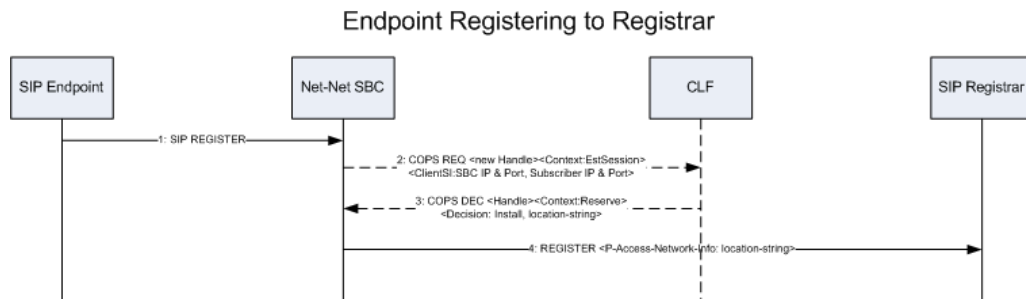 Endpoint Registering to Registrar
SIP Endpoint
Net-Net SBC
CLF
SIP Registrar
1: SIP REGISTER
2: COPS REQ <new Handle><Context:EstSession>
<ClientSI:SBC IP & Port, Subscriber IP & Port>
3: COPS DEC <Handle><Context:Reserve>
<Decision: Install, location-string>
4: REGISTER <P-Access-Network-Info: location-string>